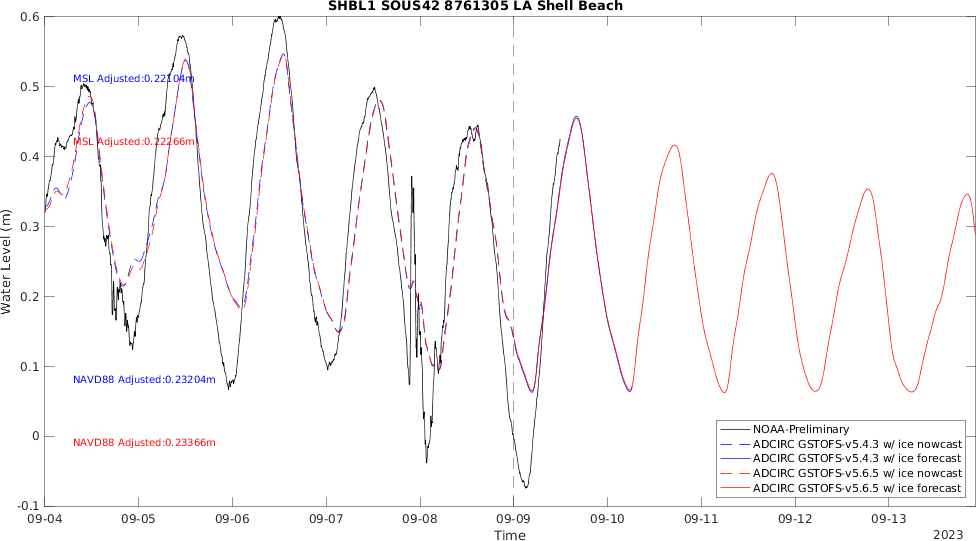 SHBL1 SOUS42 8761305 LA Shell Beach
0.6
0.5
0.4
0.3
0.2
0.1
0
-0.1
Water Level (m)
MSL Adjusted:0.22104m
MSL Adjusted:0.22266m
NAVD88 Adjusted:0.23204m
NAVD88 Adjusted:0.23366m
NOAA-Preliminary
ADCIRC GSTOFS-v5.4.3 w/ ice nowcast
ADCIRC GSTOFS-v5.4.3 w/ ice forecast
ADCIRC GSTOFS-v5.6.5 w/ ice nowcast
ADCIRC GSTOFS-v5.6.5 w/ ice forecast
09-04 09-05 09-06 09-07 09-08 09-09 09-10 09-11 09-12 09-13
Time
2023